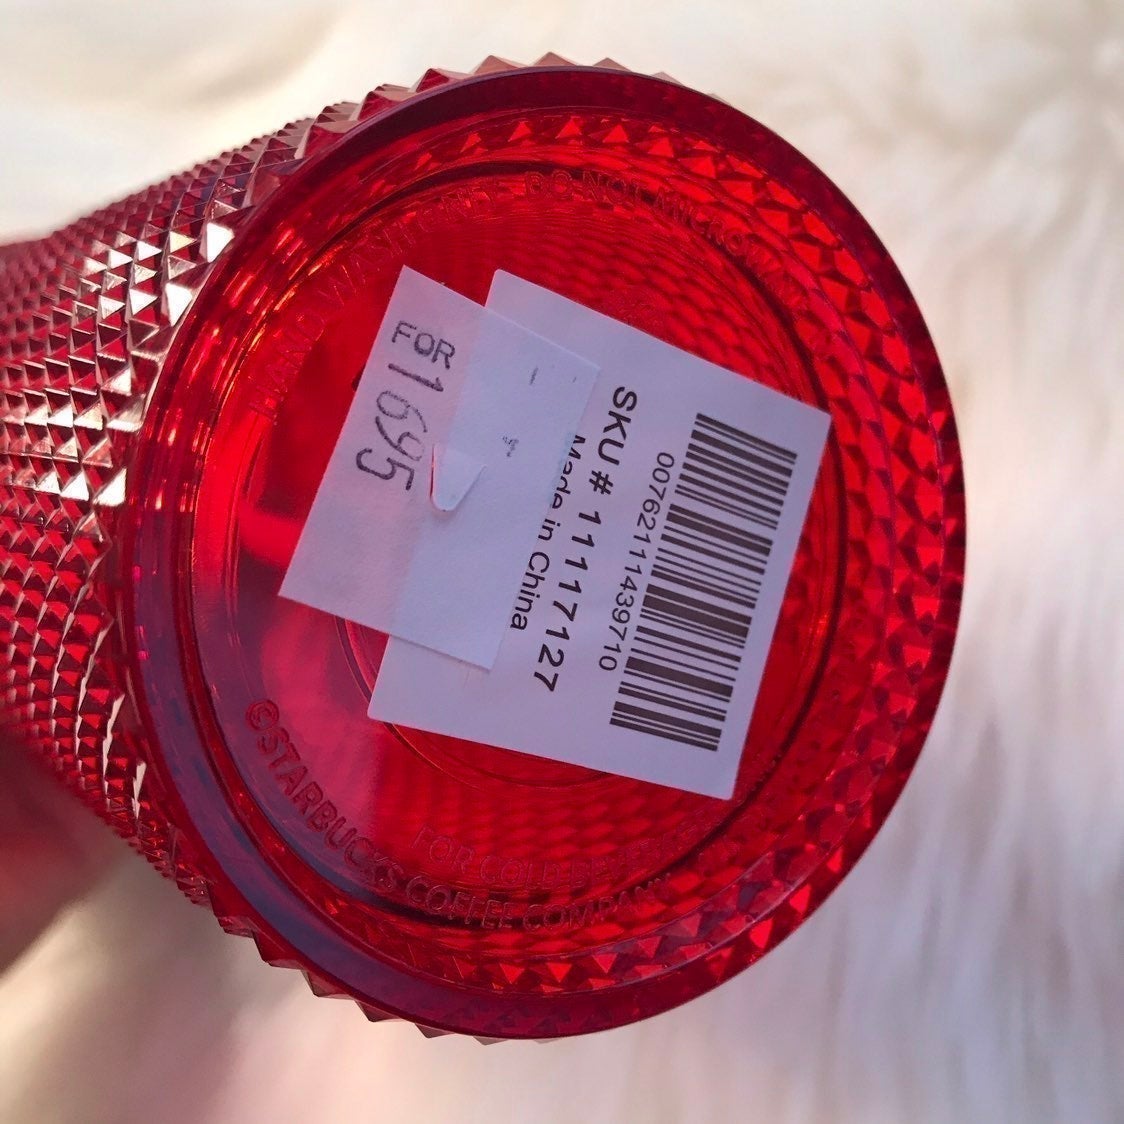 HAND WASH ONLY · DO NOT MICROWAVE
FOR
1695
SKU # 11117127
Made in China
00762111439710
FOR COLD BEVERAGES
©STARBUCKS COFFEE COMPANY